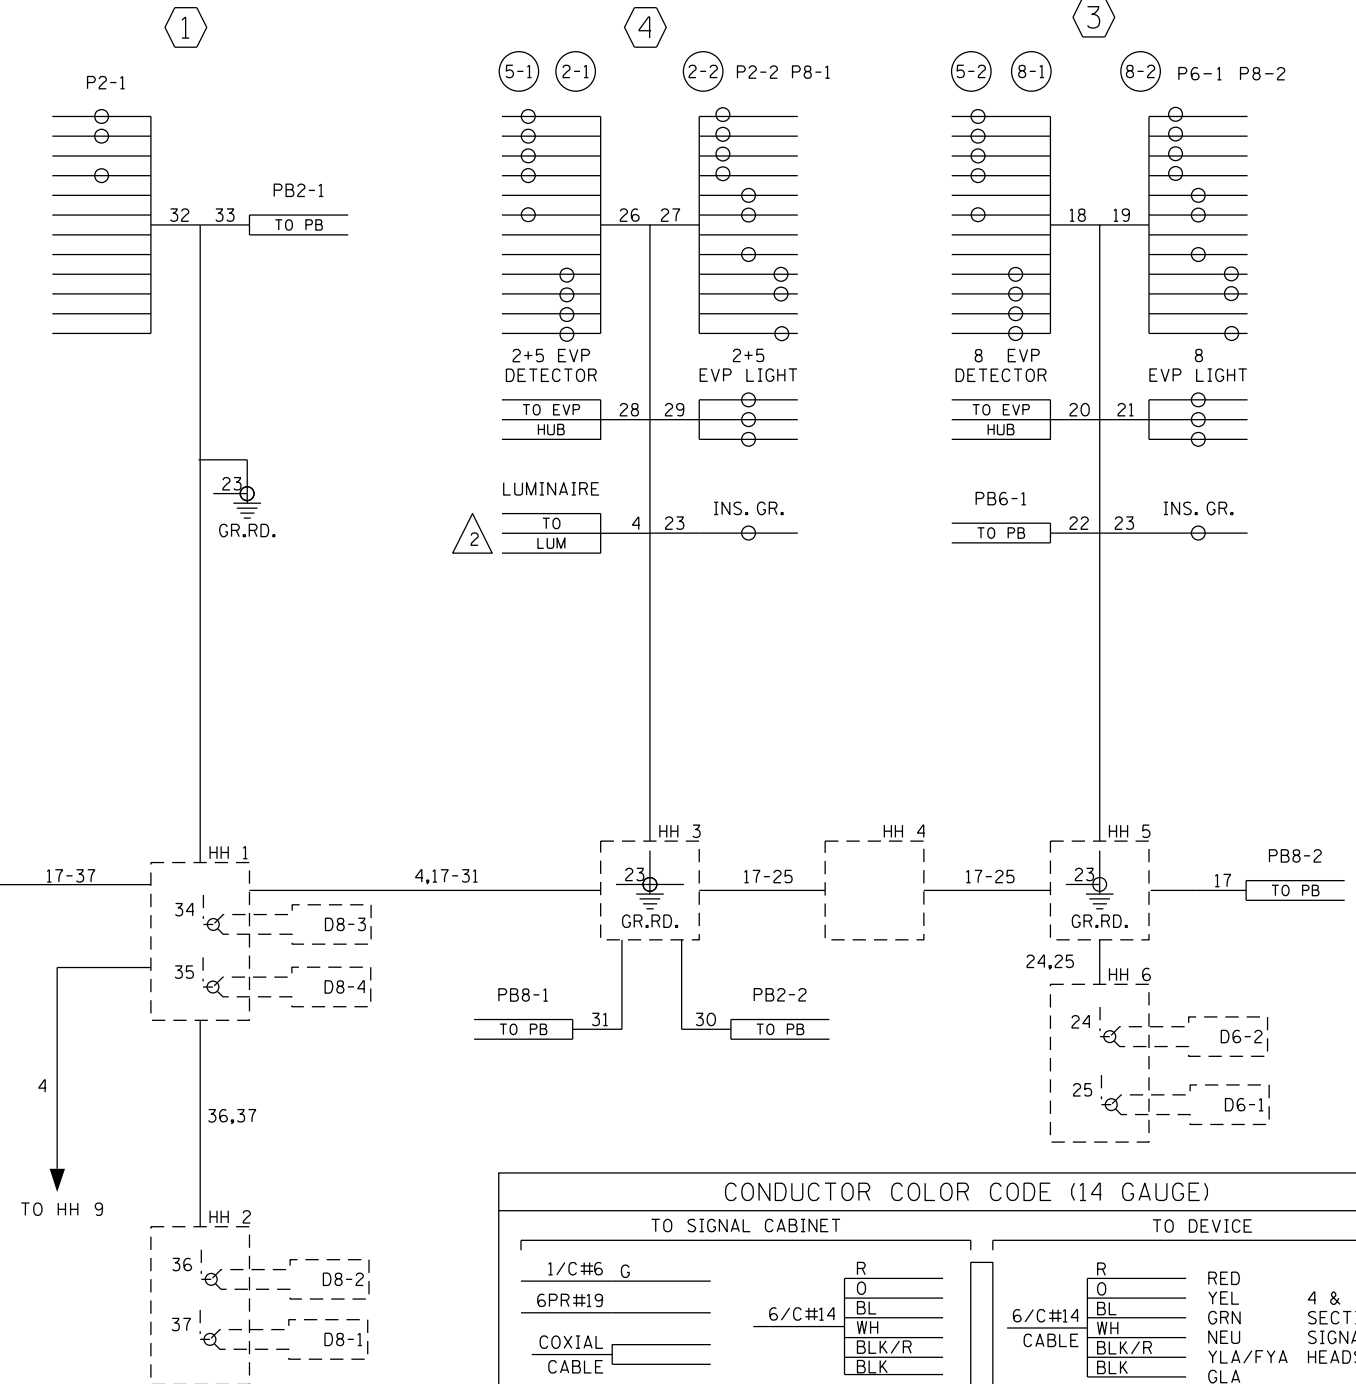 1
4
3
P2-1
5-1 2-1 2-2 P2-2 P8-1
5-2 8-1 8-2 P6-1 P8-2
PB2-1
32 33 TO PB
26 27
18 19
2+5 EVP
DETECTOR
2+5
EVP LIGHT
8 EVP
DETECTOR
8
EVP LIGHT
TO EVP
HUB
28 29
TO EVP
HUB
20 21
23
GR.RD.
LUMINAIRE
2
TO
LUM
4 23
INS. GR.
PB6-1
TO PB
22 23
INS. GR.
HH 1
HH 3
HH 4
HH 5
17-37
4,17-31
23
GR.RD.
17-25
17-25
23
GR.RD.
17
PB8-2
TO PB
34
D8-3
35
D8-4
24,25
HH 6
PB8-1
TO PB
31
30
PB2-2
TO PB
24
D6-2
25
D6-1
4
36,37
TO HH 9
HH 2
36
D8-2
37
D8-1
CONDUCTOR COLOR CODE (14 GAUGE)
TO SIGNAL CABINET
TO DEVICE
1/C#6 G
6PR#19
COXIAL
CABLE
6/C#14
R
O
BL
WH
BLK/R
BLK
6/C#14
CABLE
R
O
BL
WH
BLK/R
BLK
RED
YEL
GRN
NEU
YLA/FYA
GLA
4 &
SECTI
SIGNA
HEADS